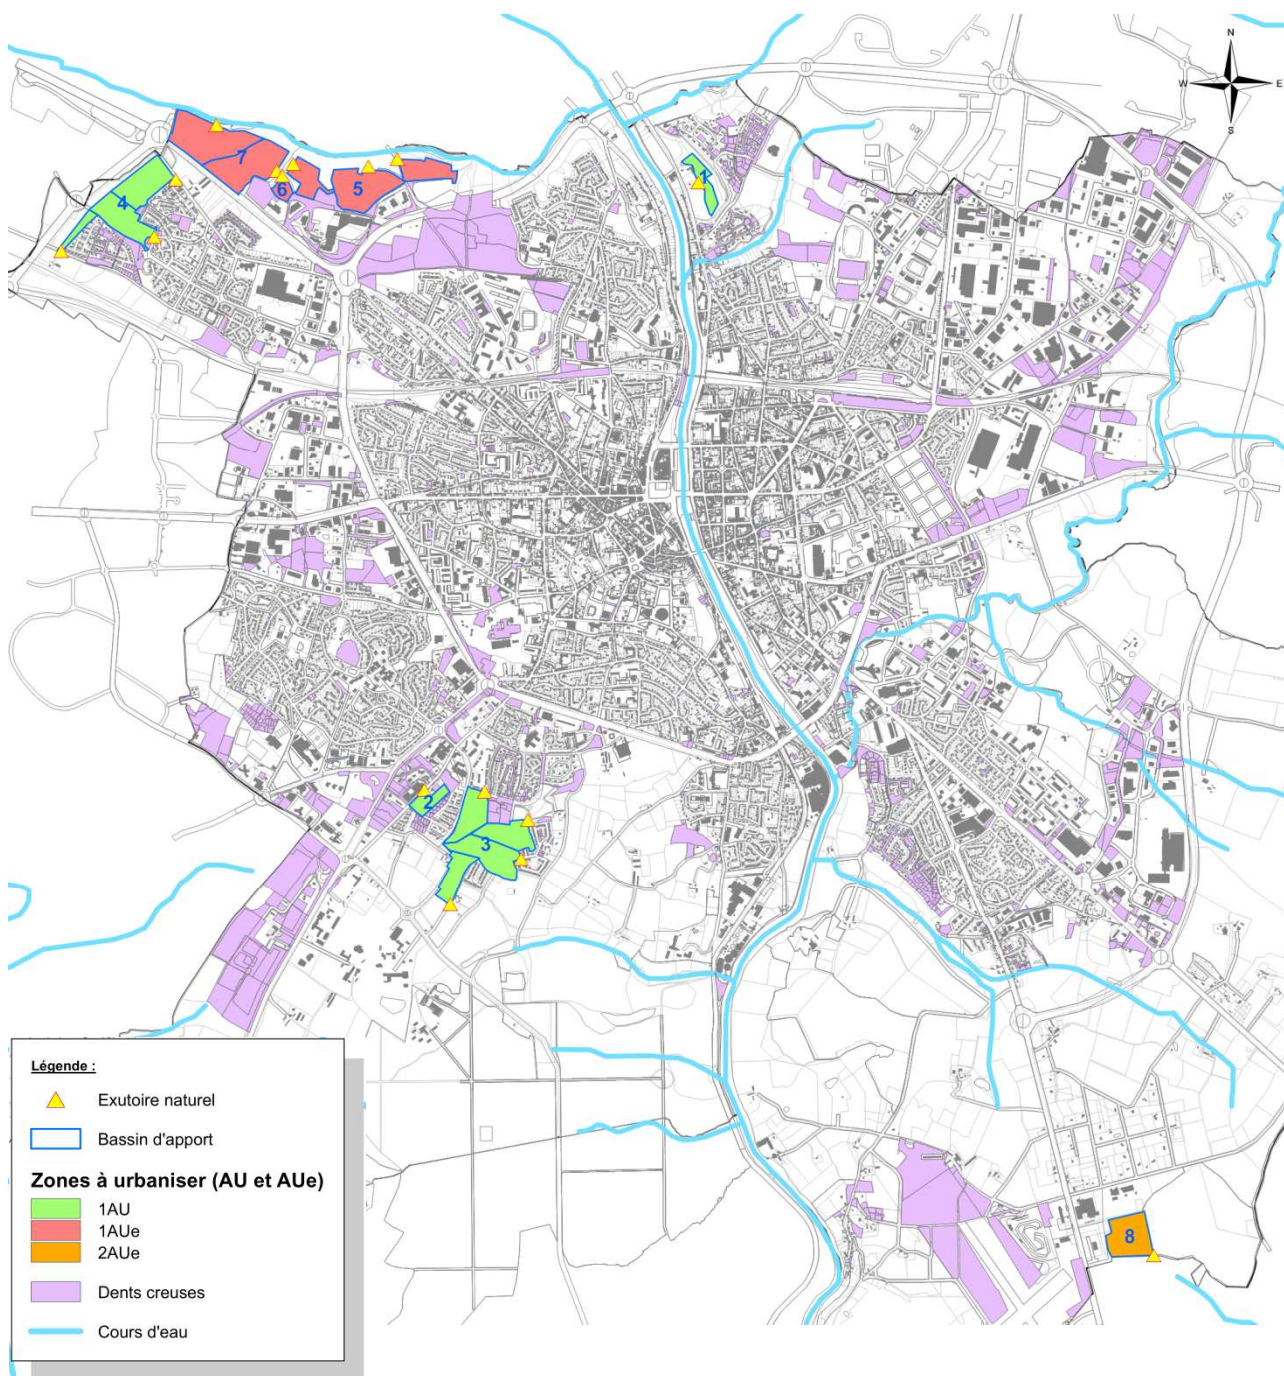 N
W E
S
1
7
6
5
4
2
3
8
Légende :
Exutoire naturel
Bassin d'apport
Zones à urbaniser (AU et AUe)
1AU
1AUe
2AUe
Dents creuses
Cours d'eau